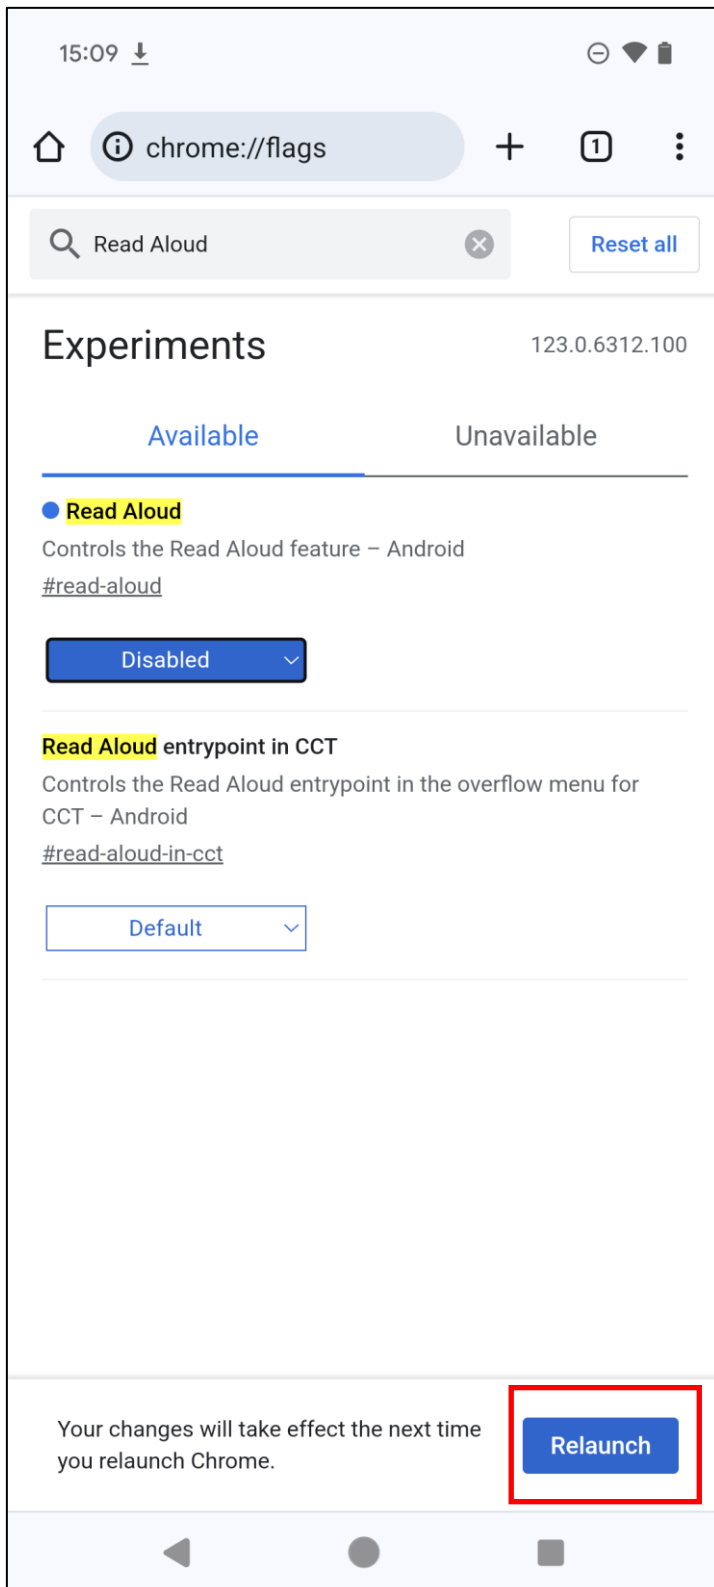 15:09
chrome://flags
1
Read Aloud
Reset all
Experiments
123.0.6312.100
Available
Unavailable
Read Aloud
Controls the Read Aloud feature – Android
#read-aloud
Disabled
Read Aloud entrypoint in CCT
Controls the Read Aloud entrypoint in the overflow menu for
CCT – Android
#read-aloud-in-cct
Default
Your changes will take effect the next time
you relaunch Chrome.
Relaunch